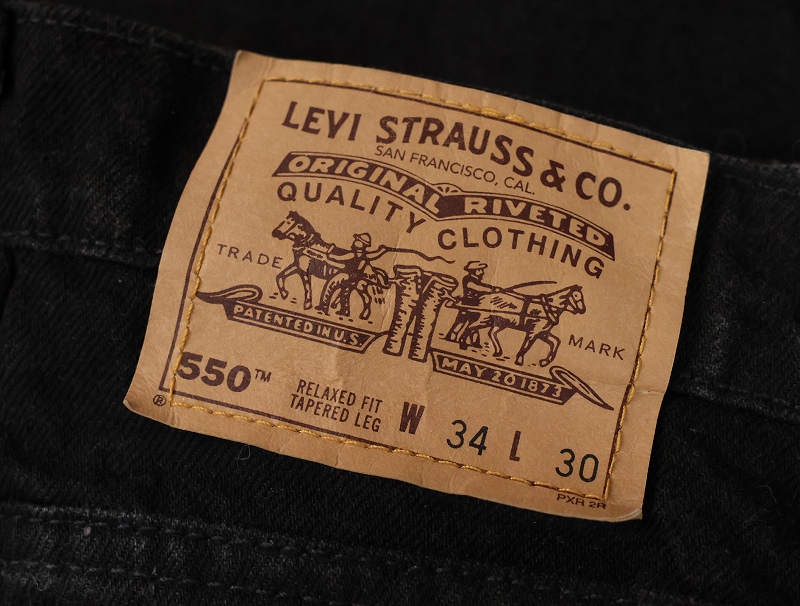 LEVI STRAUSS & CO.
SAN FRANCISCO, CAL.
ORIGINAL RIVETED
QUALITY CLOTHING
TRADE MARK
PATENTED IN U.S. MAY 20 1873
550™ RELAXED FIT
TAPERED LEG W 34 L 30
® PXR 2R